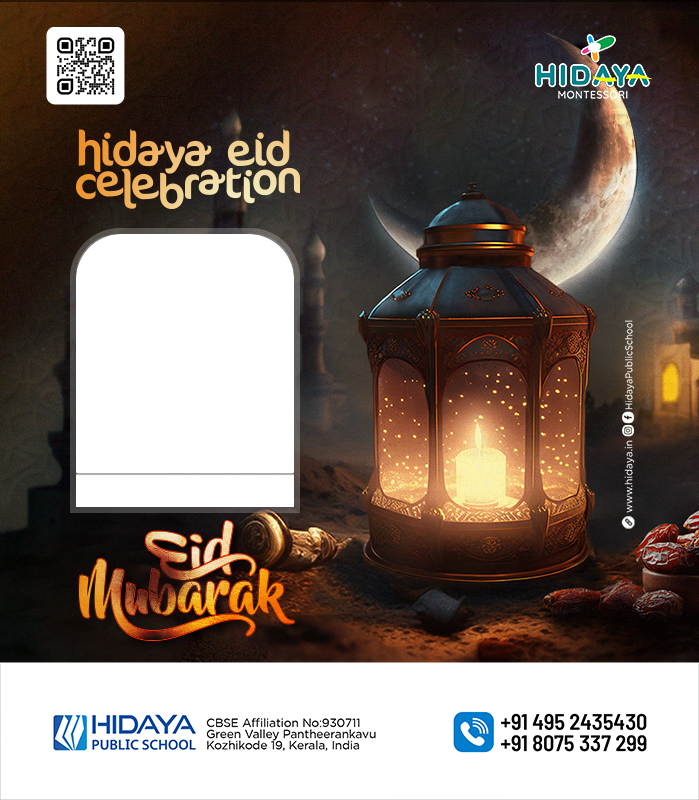 HIDAYA
MONTESSORI
hidaya eid
celebration
www.hidaya.in HidayaPublicSchool
Eid
Mubarak
HIDAYA
PUBLIC SCHOOL
CBSE Affiliation No:930711
Green Valley Pantheerankavu
Kozhikode 19, Kerala, India
+91 495 2435430
+91 8075 337 299